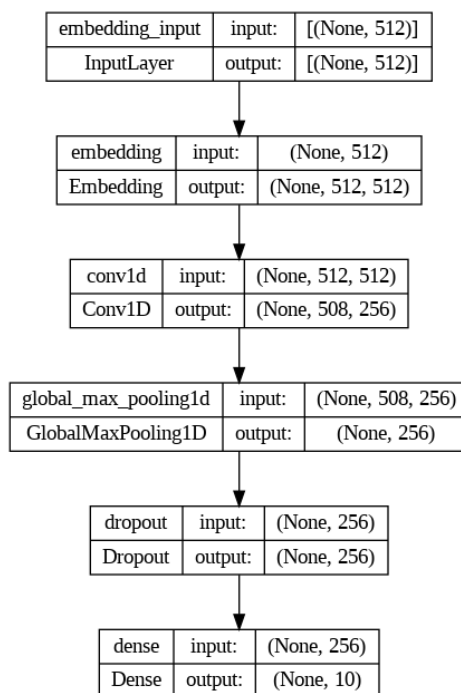 embedding_input input: [(None, 512)]
InputLayer output: [(None, 512)]
embedding input: (None, 512)
Embedding output: (None, 512, 512)
conv1d input: (None, 512, 512)
Conv1D output: (None, 508, 256)
global_max_pooling1d input: (None, 508, 256)
GlobalMaxPooling1D output: (None, 256)
dropout input: (None, 256)
Dropout output: (None, 256)
dense input: (None, 256)
Dense output: (None, 10)